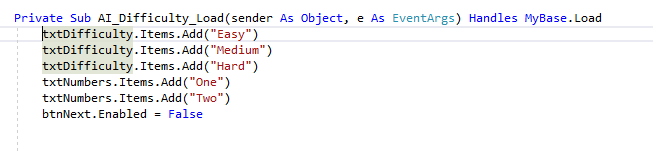 Private Sub AI_Difficulty_Load(sender As Object, e As EventArgs) Handles MyBase.Load
txtDifficulty.Items.Add("Easy")
txtDifficulty.Items.Add("Medium")
txtDifficulty.Items.Add("Hard")
txtNumbers.Items.Add("One")
txtNumbers.Items.Add("Two")
btnNext.Enabled = False